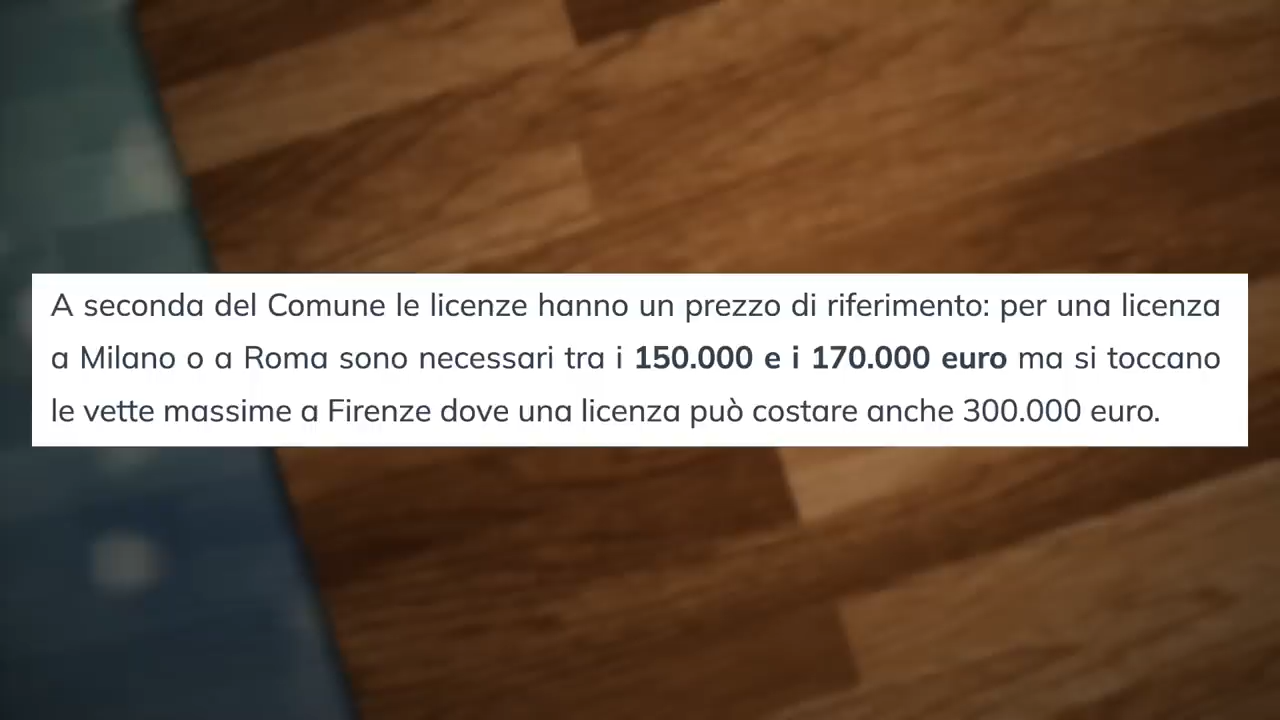 A seconda del Comune le licenze hanno un prezzo di riferimento: per una licenza
a Milano o a Roma sono necessari tra i 150.000 e i 170.000 euro ma si toccano
le vette massime a Firenze dove una licenza può costare anche 300.000 euro.